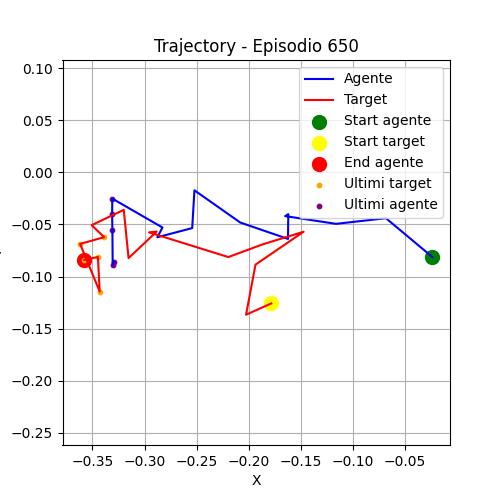 Trajectory - Episodio 650
0.10
0.05
0.00
−0.05
−0.10
−0.15
−0.20
−0.25
Agente
Target
Start agente
Start target
End agente
Ultimi target
Ultimi agente
−0.35 −0.30 −0.25 −0.20 −0.15 −0.10 −0.05
X